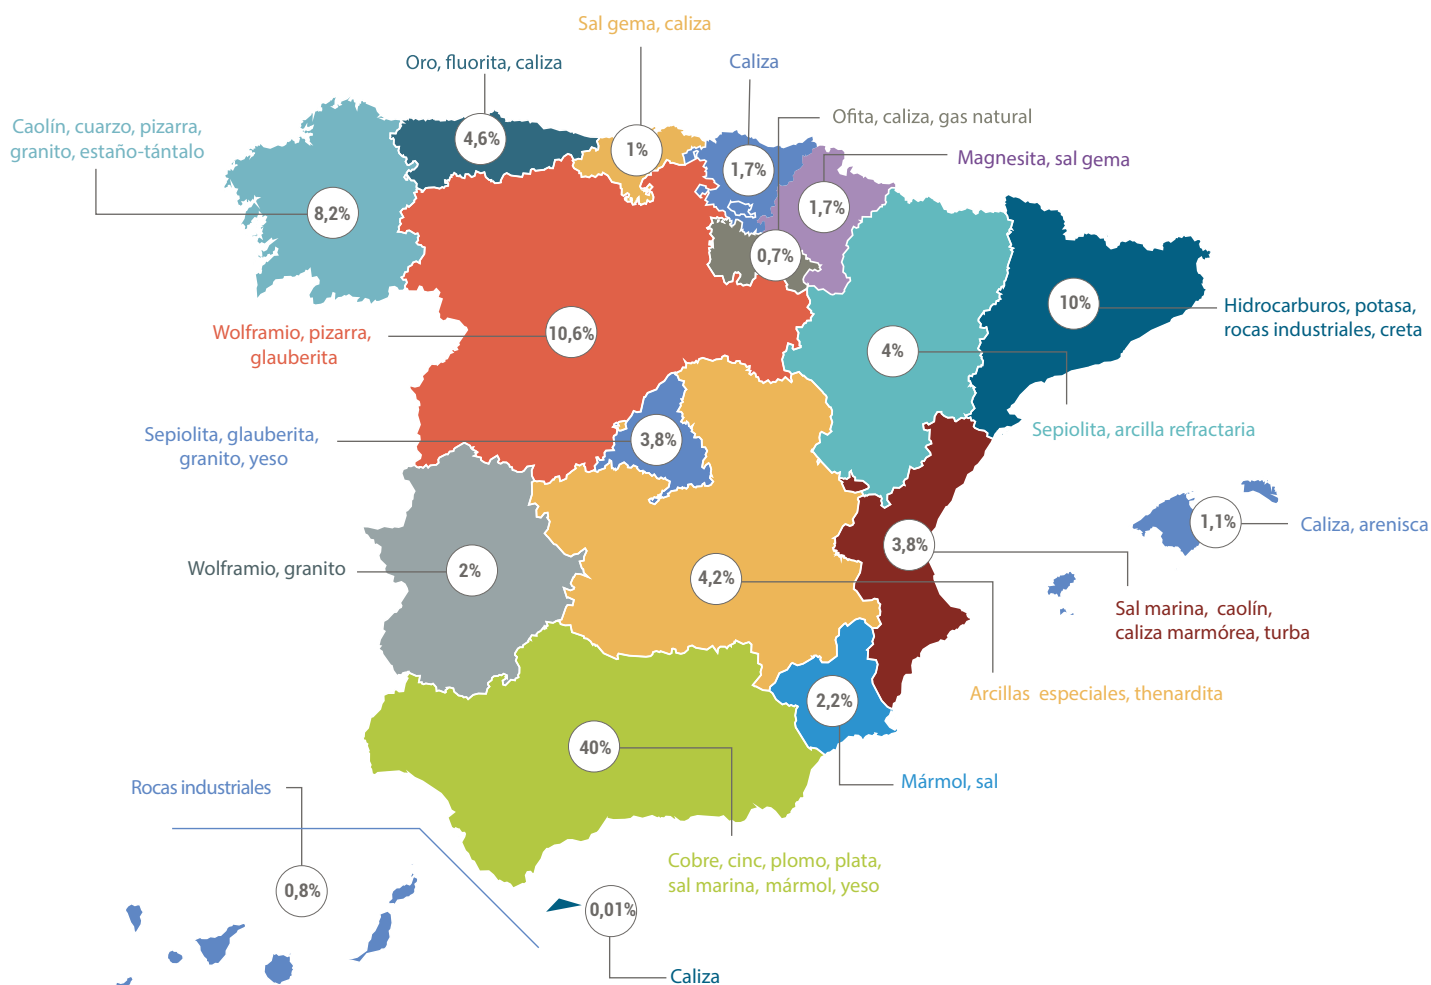 Sal gema, caliza
Oro, fluorita, caliza
Caliza
Ofita, caliza, gas natural
Caolín, cuarzo, pizarra,
granito, estaño-tántalo
Magnesita, sal gema
4,6%
1%
1,7%
1,7%
8,2%
0,7%
10%
Hidrocarburos, potasa,
rocas industriales, creta
Wolframio, pizarra,
glauberita
10,6%
4%
Sepiolita, arcilla refractaria
Sepiolita, glauberita,
granito, yeso
3,8%
1,1%
Caliza, arenisca
3,8%
Wolframio, granito
2%
4,2%
Sal marina, caolín,
caliza marmórea, turba
Arcillas especiales, thenardita
2,2%
40%
Mármol, sal
Rocas industriales
Cobre, cinc, plomo, plata,
sal marina, mármol, yeso
0,8%
0,01%
Caliza